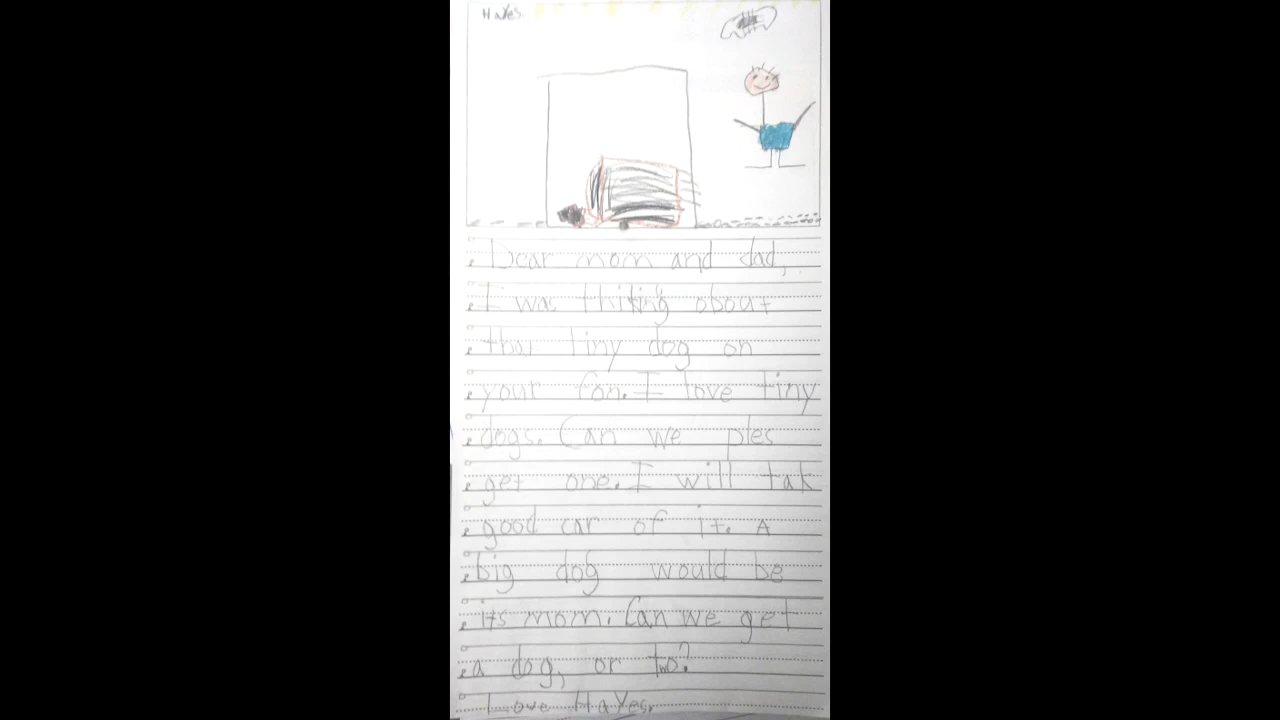 Hayes.
Dear mom and dad,
I was thiking obout
that tiny dog on
your fon. I love tiny
dogs. Can we ples
get one. I will tak
good car of it. A
big dog would be
its mom. Can we get
a dog, or two?
Love Hayes.